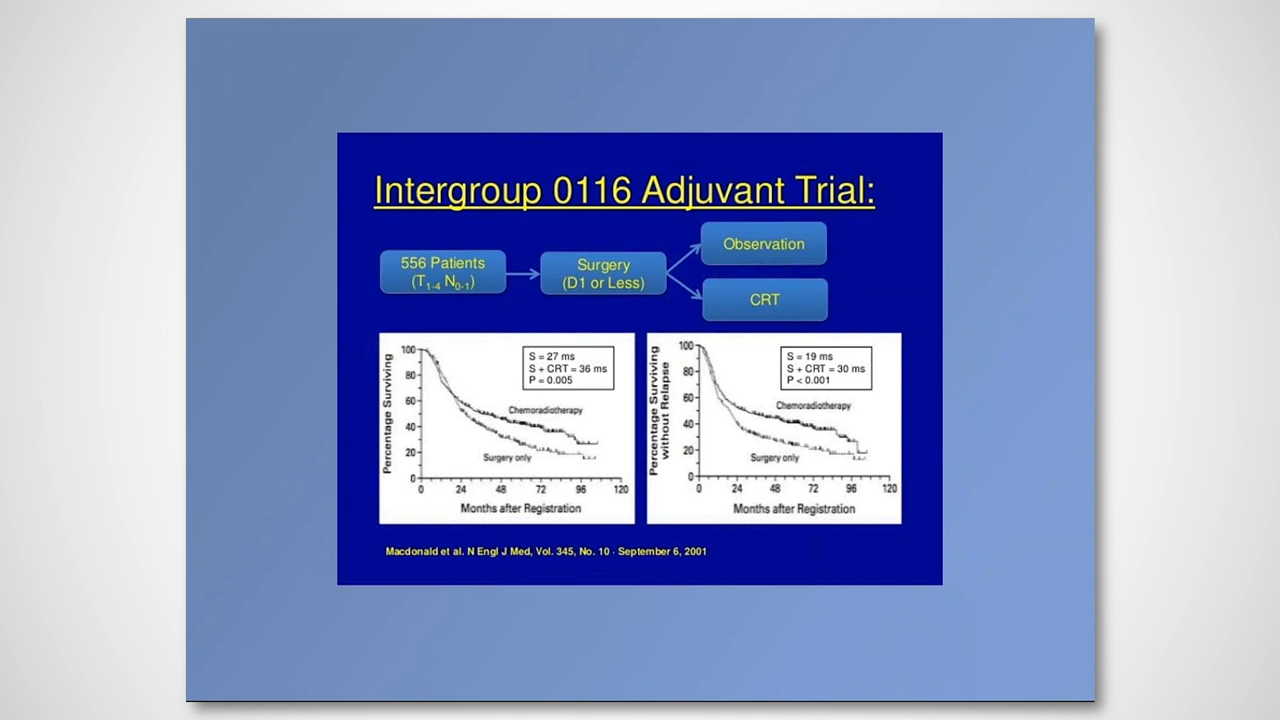 Intergroup 0116 Adjuvant Trial:
556 Patients
(T1-4 N0-1)
Surgery
(D1 or Less)
Observation
CRT
Percentage Surviving
100
80
60
40
20
0
S = 27 ms
S + CRT = 36 ms
P = 0.005
Chemoradiotherapy
Surgery only
0 24 48 72 96 120
Months after Registration
Percentage Surviving
without Relapse
100
80
60
40
20
0
S = 19 ms
S + CRT = 30 ms
P < 0.001
Chemoradiotherapy
Surgery only
0 24 48 72 96 120
Months after Registration
Macdonald et al. N Engl J Med, Vol. 345, No. 10 · September 6, 2001